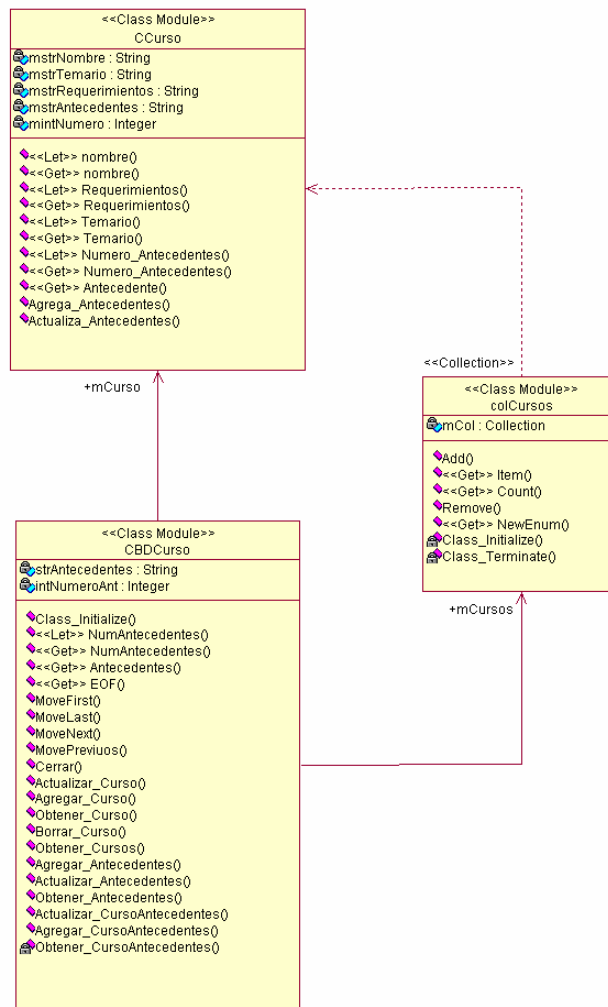 <<Class Module>>
CCurso
mstrNombre : String
mstrTemario : String
mstrRequerimientos : String
mstrAntecedentes : String
mintNumero : Integer
<<Let>> nombre()
<<Get>> nombre()
<<Let>> Requerimientos()
<<Get>> Requerimientos()
<<Let>> Temario()
<<Get>> Temario()
<<Let>> Numero_Antecedentes()
<<Get>> Numero_Antecedentes()
<<Get>> Antecedente()
Agrega_Antecedentes()
Actualiza_Antecedentes()
+mCurso
<<Collection>>
<<Class Module>>
colCursos
mCol : Collection
Add()
<<Get>> Item()
<<Get>> Count()
Remove()
<<Get>> NewEnum()
Class_Initialize()
Class_Terminate()
+mCursos
<<Class Module>>
CBDCurso
strAntecedentes : String
intNumeroAnt : Integer
Class_Initialize()
<<Let>> NumAntecedentes()
<<Get>> NumAntecedentes()
<<Get>> Antecedentes()
<<Get>> EOF()
MoveFirst()
MoveLast()
MoveNext()
MovePreviuos()
Cerrar()
Actualizar_Curso()
Agregar_Curso()
Obtener_Curso()
Borrar_Curso()
Obtener_Cursos()
Agregar_Antecedentes()
Actualizar_Antecedentes()
Obtener_Antecedentes()
Actualizar_CursoAntecedentes()
Agregar_CursoAntecedentes()
Obtener_CursoAntecedentes()